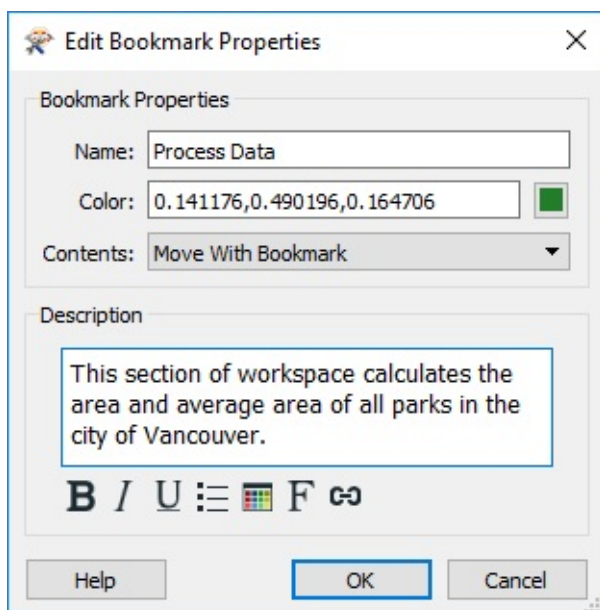 Edit Bookmark Properties
Bookmark Properties
Name: Process Data
Color: 0.141176,0.490196,0.164706
Contents: Move With Bookmark
Description
This section of workspace calculates the
area and average area of all parks in the
city of Vancouver.
B I U F
Help OK Cancel